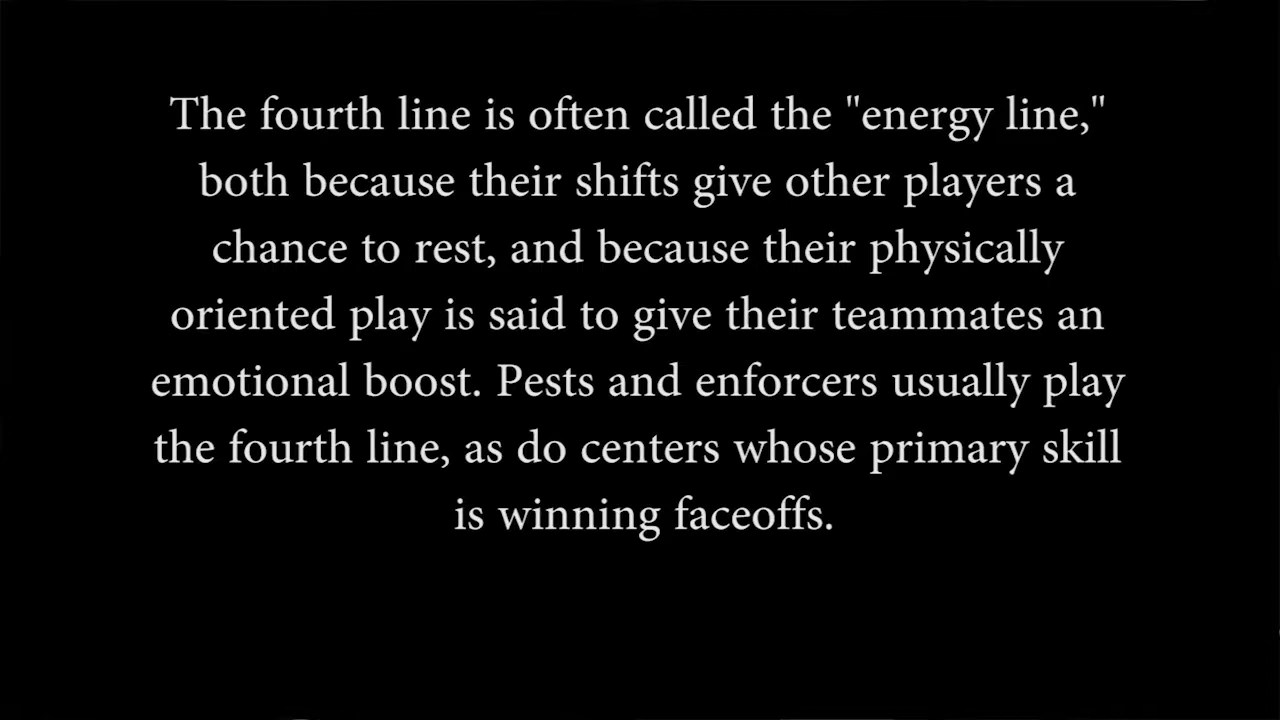 The fourth line is often called the "energy line,"
both because their shifts give other players a
chance to rest, and because their physically
oriented play is said to give their teammates an
emotional boost. Pests and enforcers usually play
the fourth line, as do centers whose primary skill
is winning faceoffs.